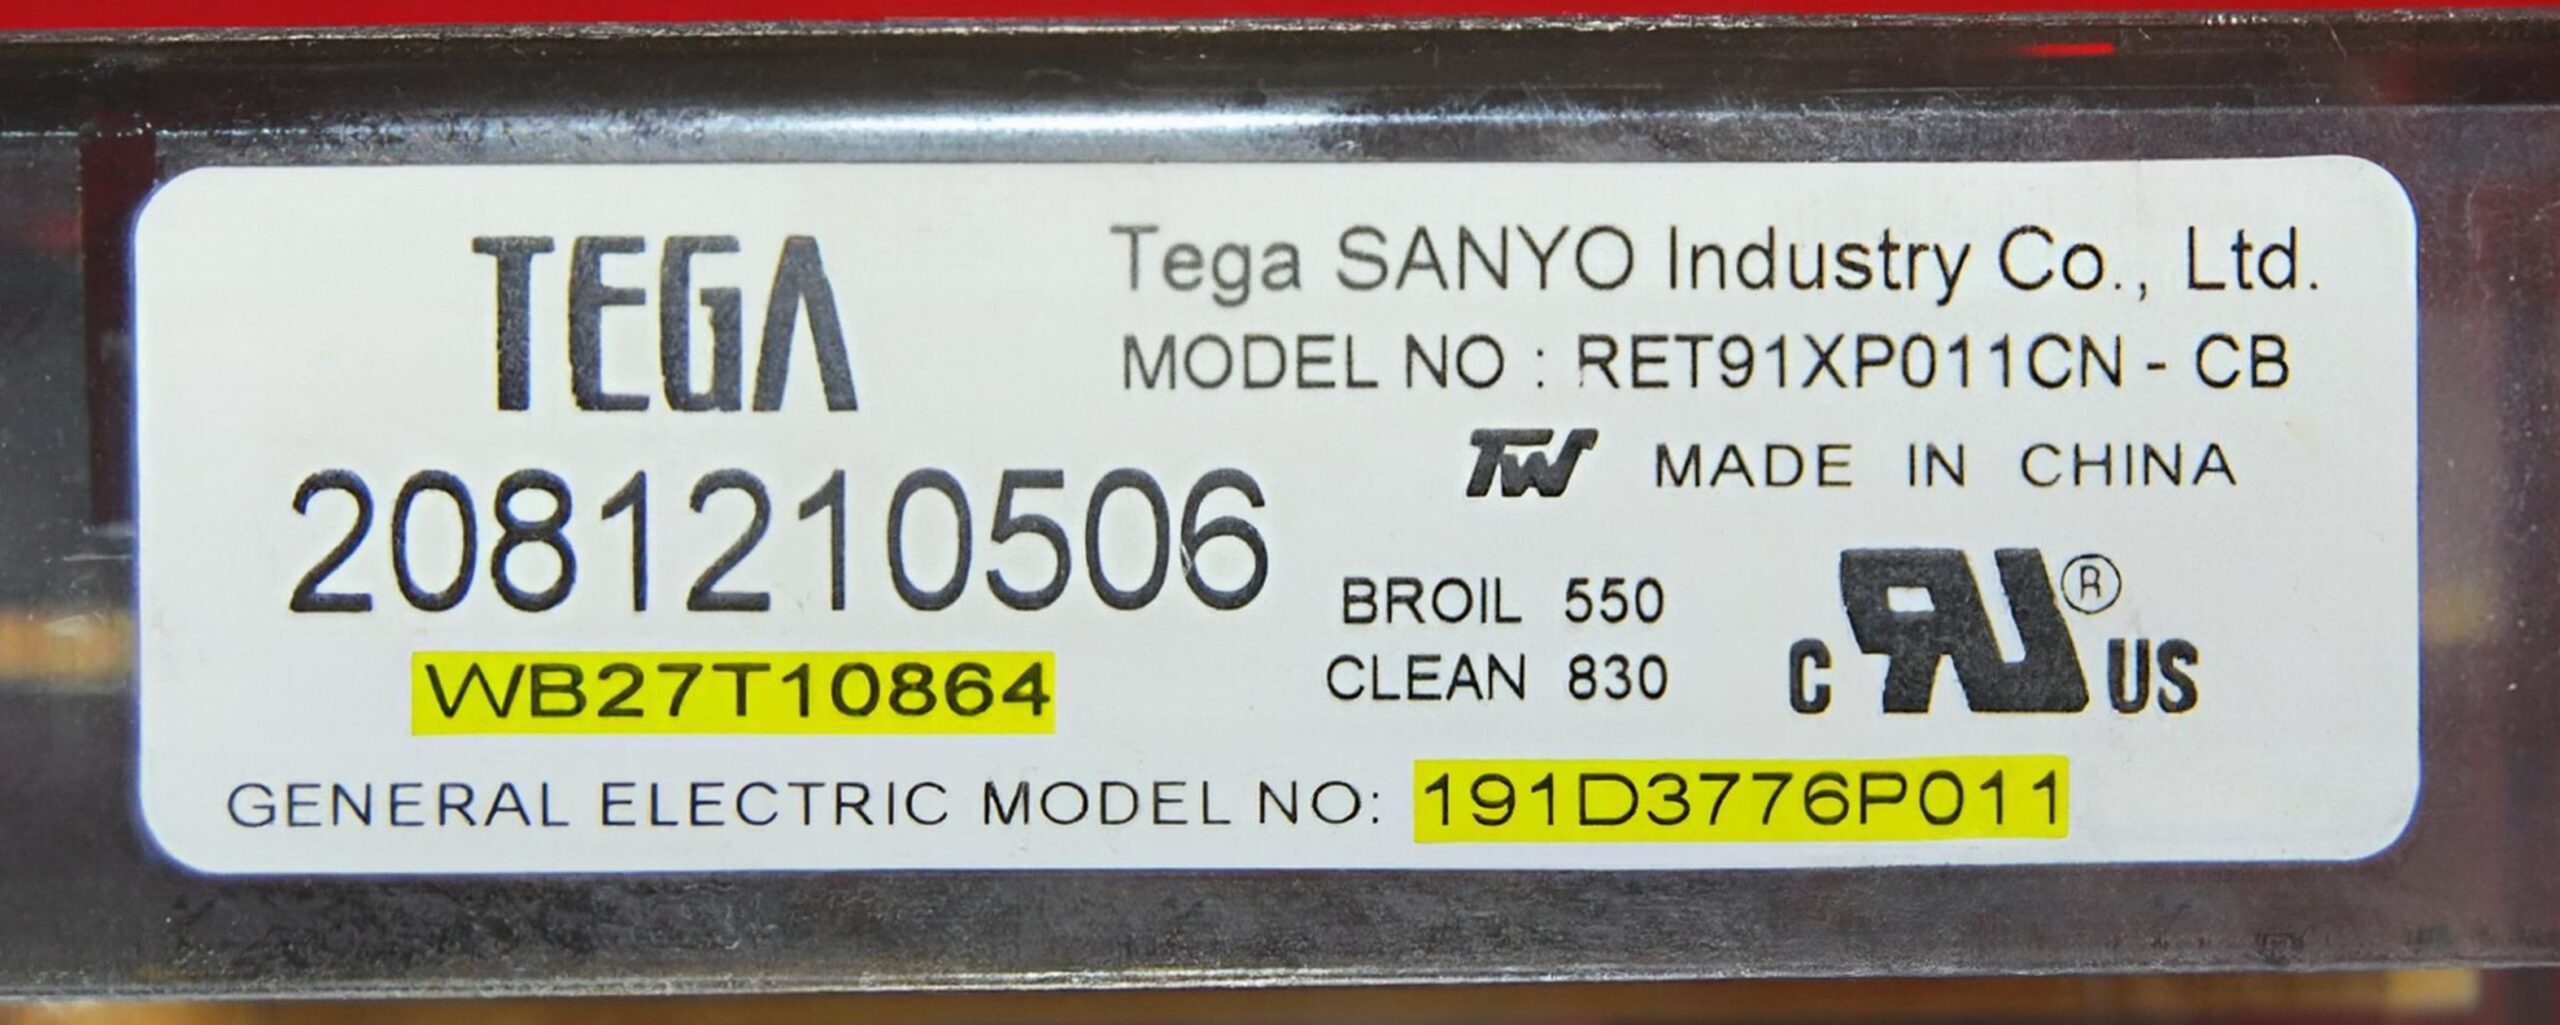 TEGA
Tega SANYO Industry Co., Ltd.
MODEL NO : RET91XP011CN - CB
TW MADE IN CHINA
2081210506
BROIL 550
CLEAN 830
C RU ® US
WB27T10864
GENERAL ELECTRIC MODEL NO: 191D3776P011